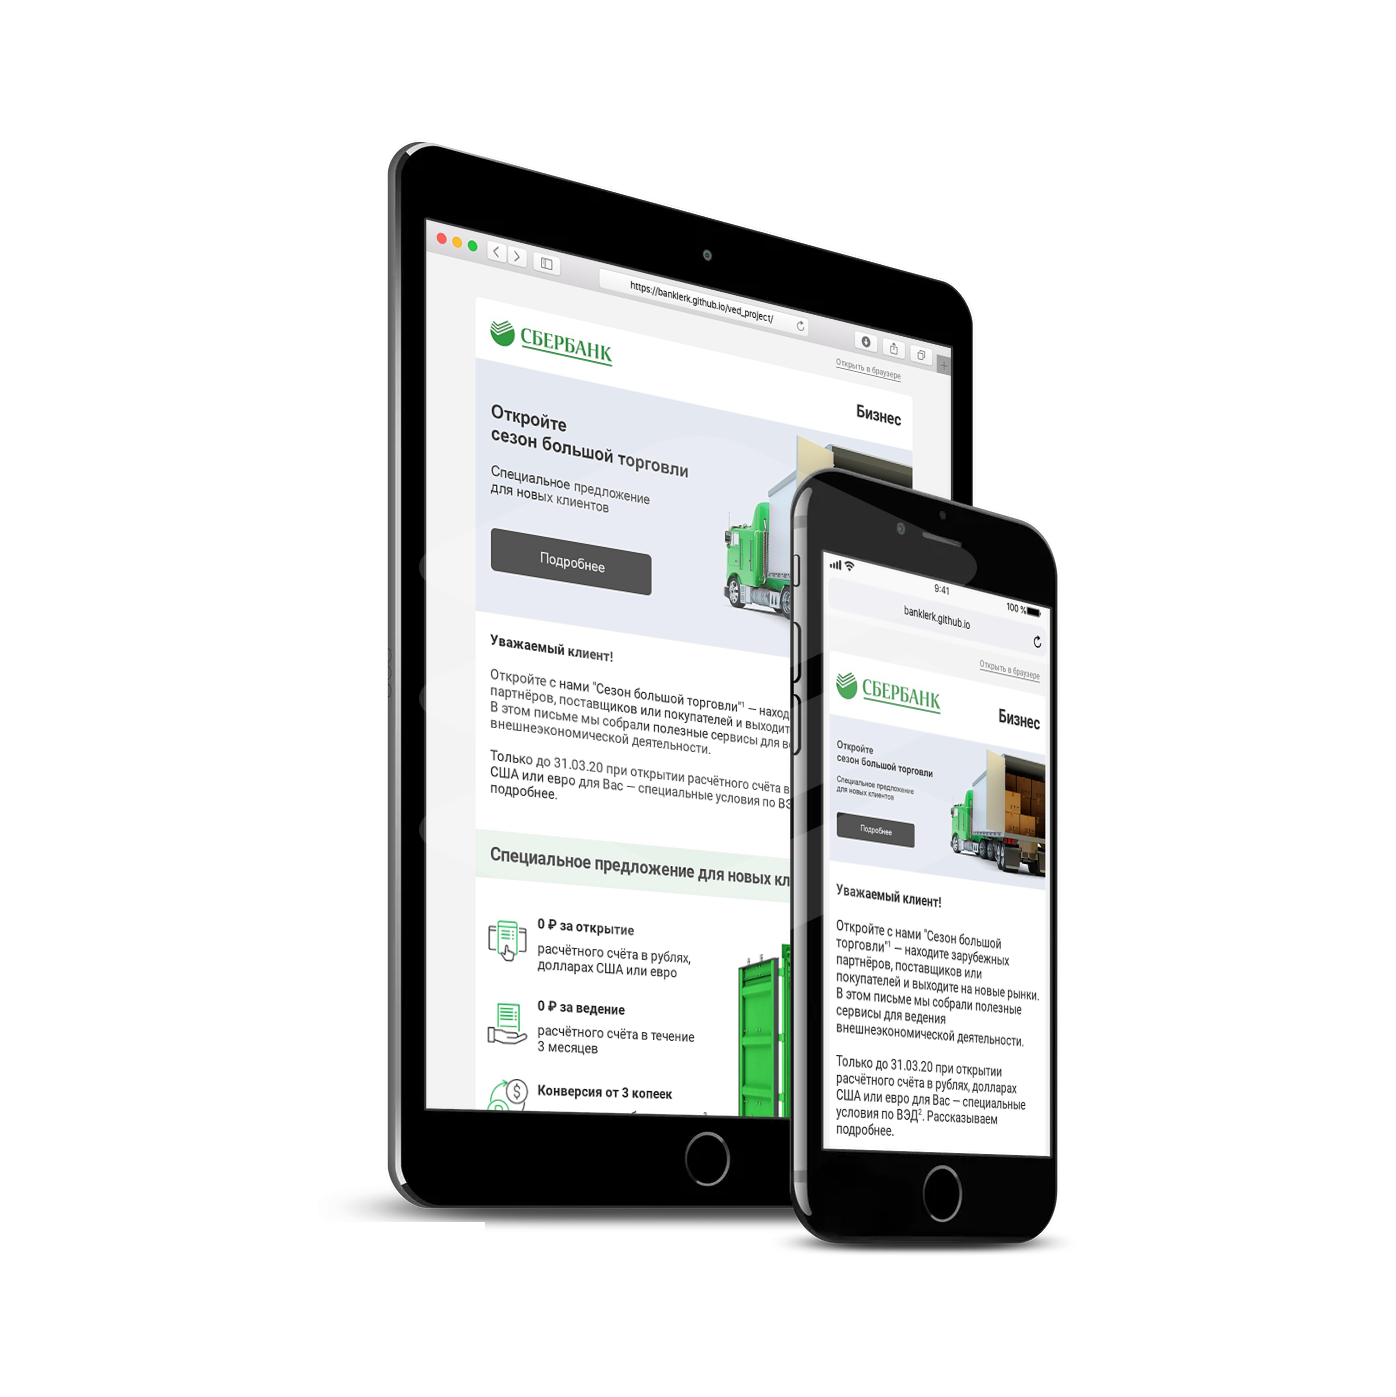 https://banklerk.github.io/ved_project/
СБЕРБАНК
Открыть в браузере
Бизнес
Откройте
сезон большой торговли
Специальное предложение
для новых клиентов
Подробнее
Уважаемый клиент!
Откройте с нами "Сезон большой торговли"¹ — наход
партнёров, поставщиков или покупателей и выходит
В этом письме мы собрали полезные сервисы для в
внешнеэкономической деятельности.
Только до 31.03.20 при открытии расчётного счёта в
США или евро для Вас — специальные условия по ВЭ
подробнее.
Специальное предложение для новых кл
0 ₽ за открытие
расчётного счёта в рублях,
долларах США или евро
0 ₽ за ведение
расчётного счёта в течение
3 месяцев
Конверсия от 3 копеек
9:41
100 %
banklerk.github.io
Открыть в браузере
СБЕРБАНК
Бизнес
Откройте
сезон большой торговли
Специальное предложение
для новых клиентов
Подробнее
Уважаемый клиент!
Откройте с нами "Сезон большой
торговли"¹ — находите зарубежных
партнёров, поставщиков или
покупателей и выходите на новые рынки.
В этом письме мы собрали полезные
сервисы для ведения
внешнеэкономической деятельности.
Только до 31.03.20 при открытии
расчётного счёта в рублях, долларах
США или евро для Вас — специальные
условия по ВЭД². Рассказываем
подробнее.